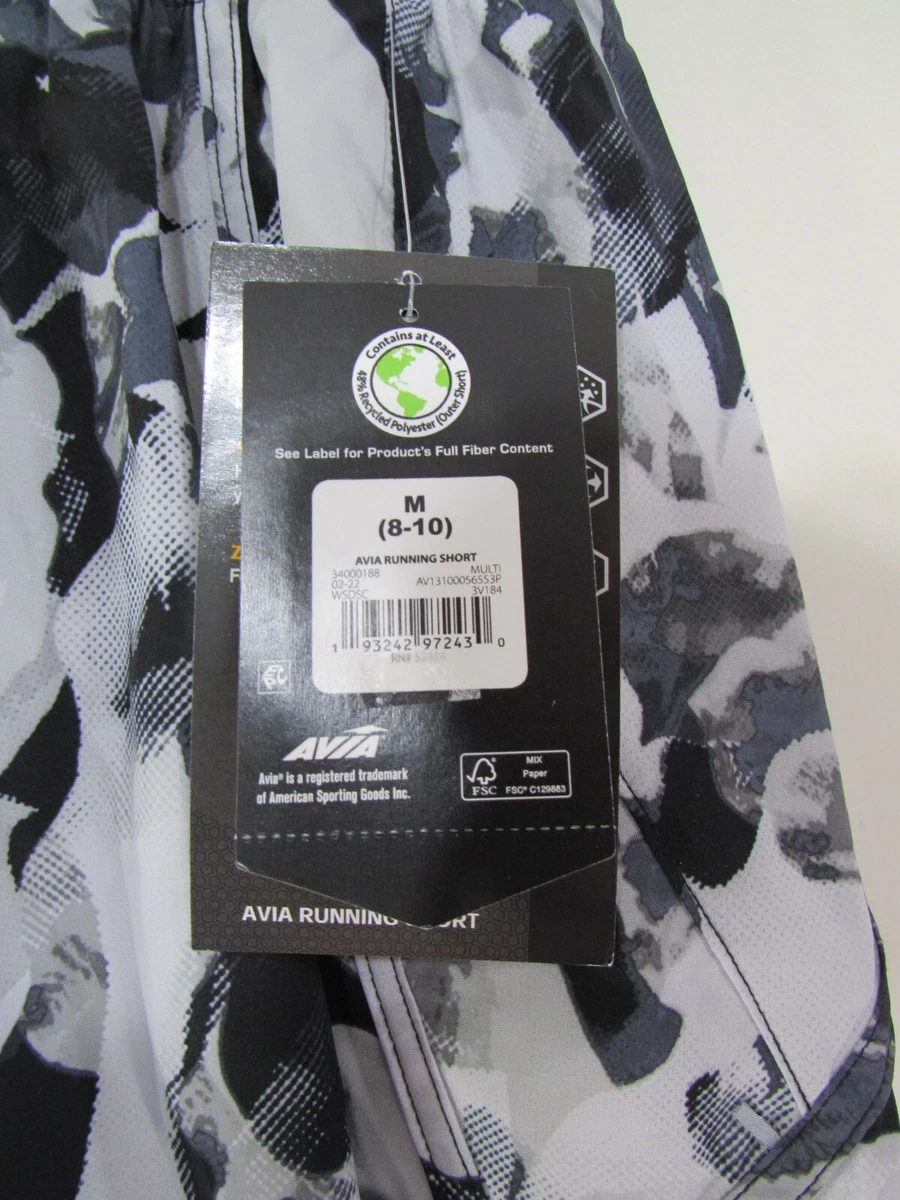 Contains at Least
48% Recycled Polyester (Outer Short)
See Label for Product's Full Fiber Content
M
(8-10)
AVIA RUNNING SHORT
34000188 MULTI
02-22 AV13100056553P
WSDSC 3V184
1 93242 97243 0
RN#
AVIA
Avia® is a registered trademark
of American Sporting Goods Inc.
FSC
MIX
Paper
FSC® C129883
Z
F
AVIA RUNNING